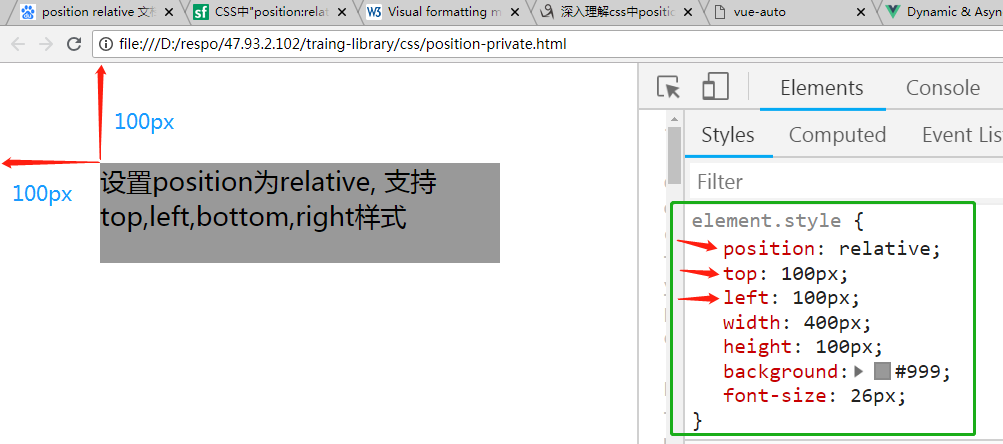 position relative 文档
CSS中"position:relat
Visual formatting m
深入理解css中positio
vue-auto
Dynamic & Asyn
file:///D:/respo/47.93.2.102/traing-library/css/position-private.html
Elements
Console
100px
Styles
Computed
Event Lis
100px
设置position为relative, 支持
top,left,bottom,right样式
Filter
element.style {
position: relative;
top: 100px;
left: 100px;
width: 400px;
height: 100px;
background: #999;
font-size: 26px;
}